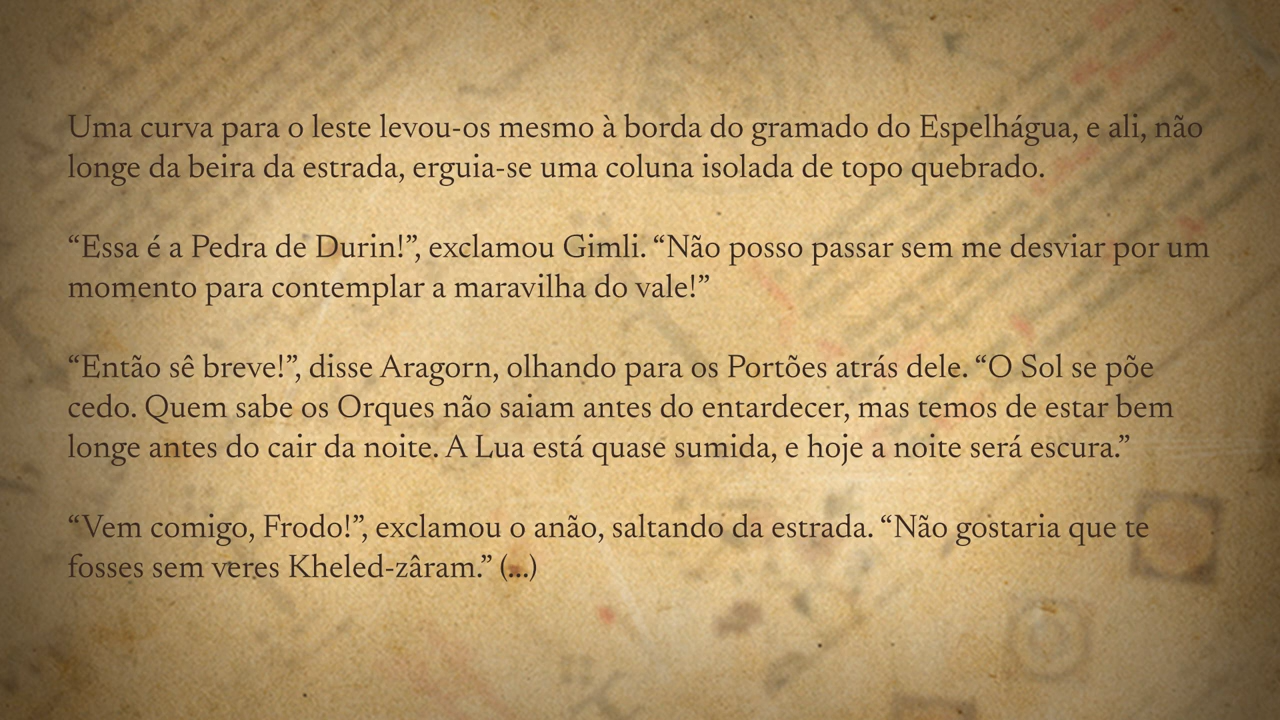 Uma curva para o leste levou-os mesmo à borda do gramado do Espelhágua, e ali, não
longe da beira da estrada, erguia-se uma coluna isolada de topo quebrado.
“Essa é a Pedra de Durin!”, exclamou Gimli. “Não posso passar sem me desviar por um
momento para contemplar a maravilha do vale!”
“Então sê breve!”, disse Aragorn, olhando para os Portões atrás dele. “O Sol se põe
cedo. Quem sabe os Orques não saiam antes do entardecer, mas temos de estar bem
longe antes do cair da noite. A Lua está quase sumida, e hoje a noite será escura.”
“Vem comigo, Frodo!”, exclamou o anão, saltando da estrada. “Não gostaria que te
fosses sem veres Kheled-zâram.” (...)